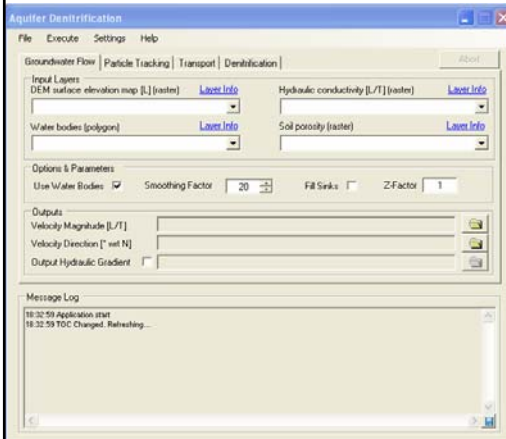 Aquifer Denitrification
File Execute Settings Help
Groundwater Flow Particle Tracking Transport Denitrification Abort
Input Layers
DEM surface elevation map [L] (raster) Layer Info Hydraulic conductivity [L/T] (raster) Layer Info
Water bodies (polygon) Layer Info Soil porosity (raster) Layer Info
Options & Parameters
Use Water Bodies Smoothing Factor 20 Fill Sinks Z-Factor 1
Outputs
Velocity Magnitude [L/T]
Velocity Direction [° wrt N]
Output Hydraulic Gradient
Message Log
18:32:59 Application start
18:32:59 TOC Changed. Refreshing...